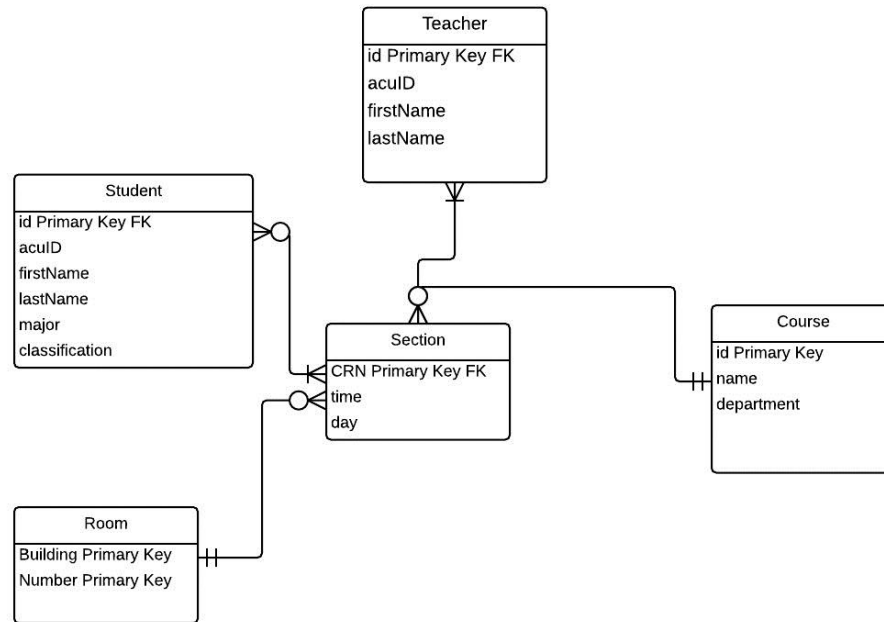 Teacher
id Primary Key FK
acuID
firstName
lastName
Student
id Primary Key FK
acuID
firstName
lastName
major
classification
Section
CRN Primary Key FK
time
day
Course
id Primary Key
name
department
Room
Building Primary Key
Number Primary Key